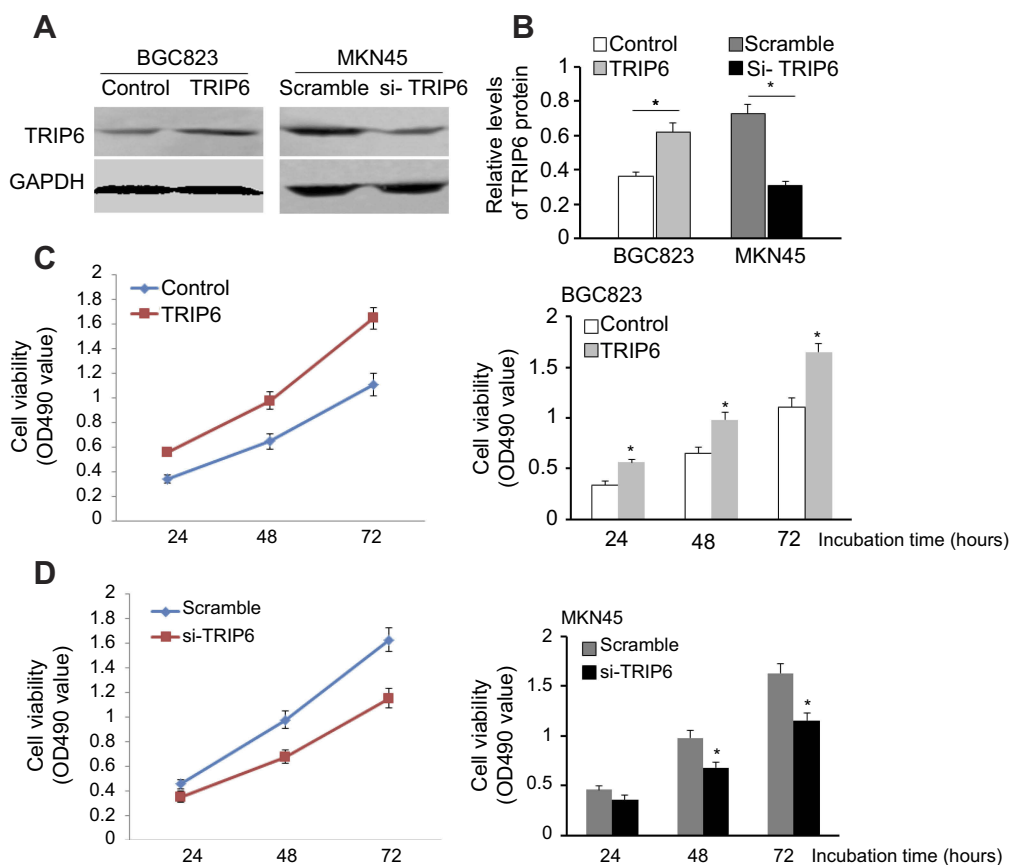 A
BGC823
MKN45
Control TRIP6
Scramble si- TRIP6
TRIP6
GAPDH
B
Control
Scramble
TRIP6
Si- TRIP6
Relative levels
of TRIP6 protein
1
0.8
0.6
0.4
0.2
0
*
*
BGC823
MKN45
C
Cell viability
(OD490 value)
2
1.8
1.6
1.4
1.2
1
0.8
0.6
0.4
0.2
0
Control
TRIP6
24
48
72
BGC823
Control
TRIP6
Cell viability
(OD490 value)
2
1.5
1
0.5
0
*
*
*
24
48
72
Incubation time (hours)
D
Cell viability
(OD490 value)
2
1.8
1.6
1.4
1.2
1
0.8
0.6
0.4
0.2
0
Scramble
si-TRIP6
24
48
72
MKN45
Scramble
si-TRIP6
Cell viability
(OD490 value)
2
1.5
1
0.5
0
*
*
24
48
72
Incubation time (hours)